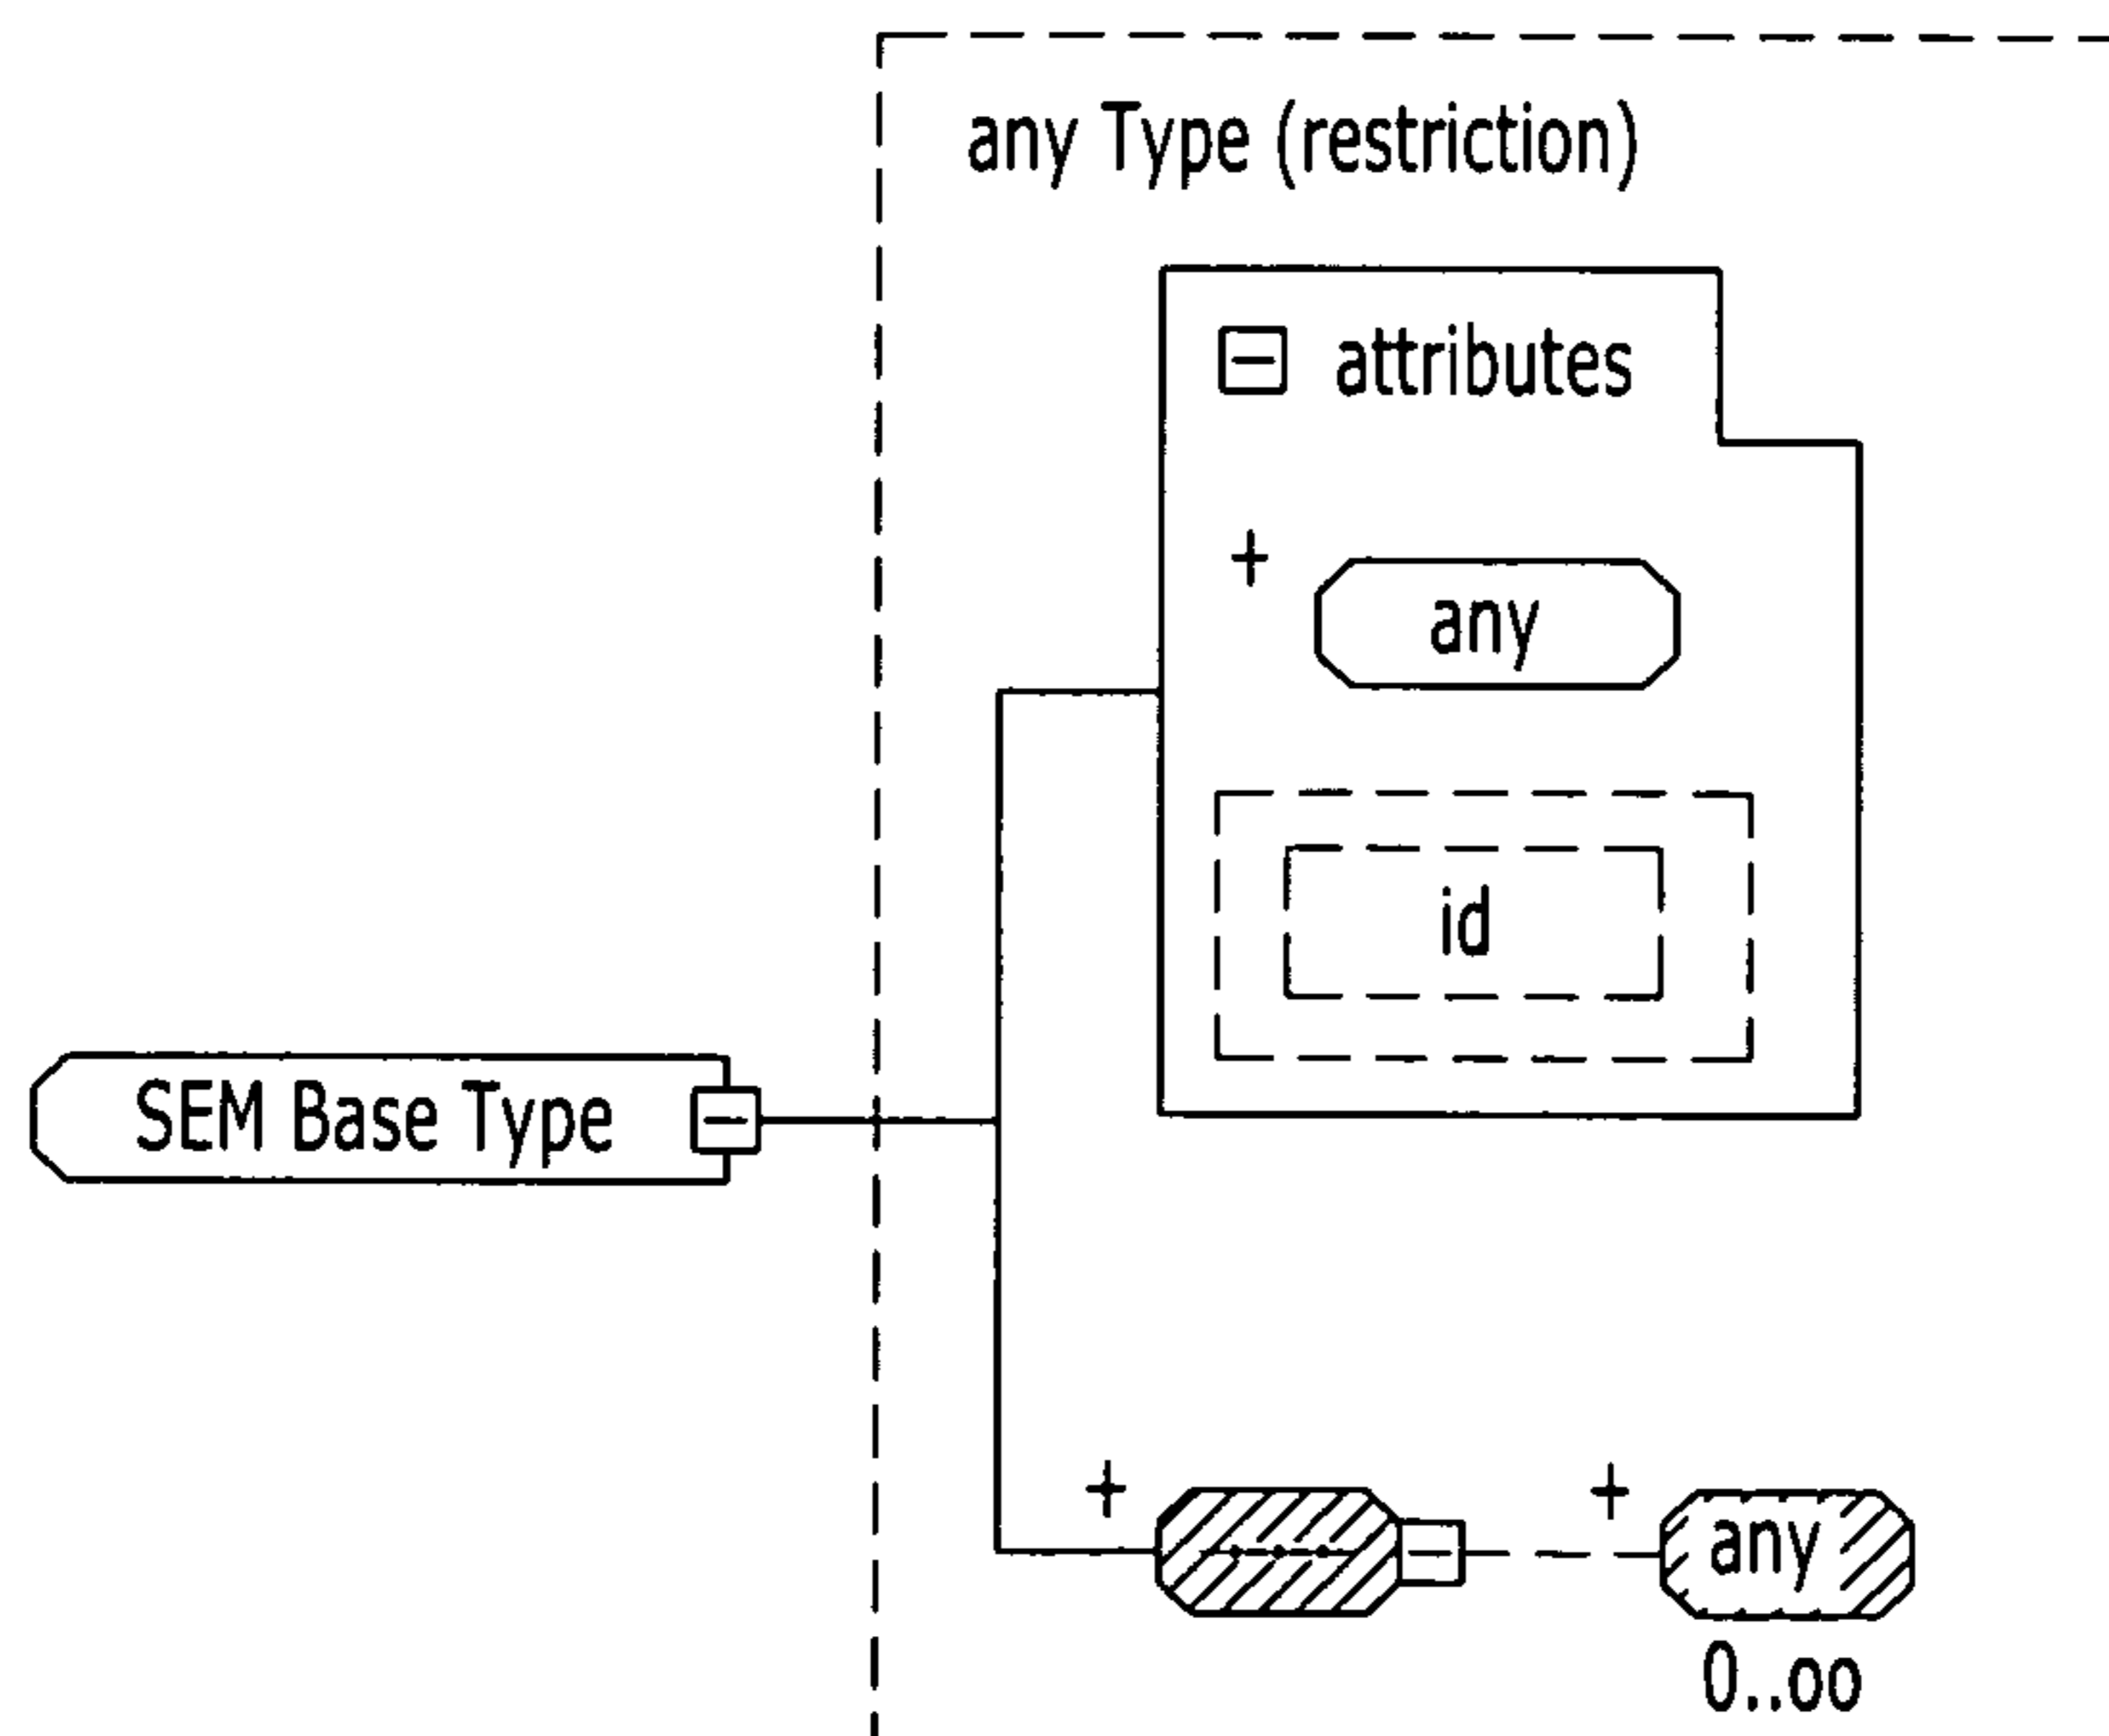 any Type (restriction)
attributes
+
any
id
SEM Base Type
+
+
any
0..oo